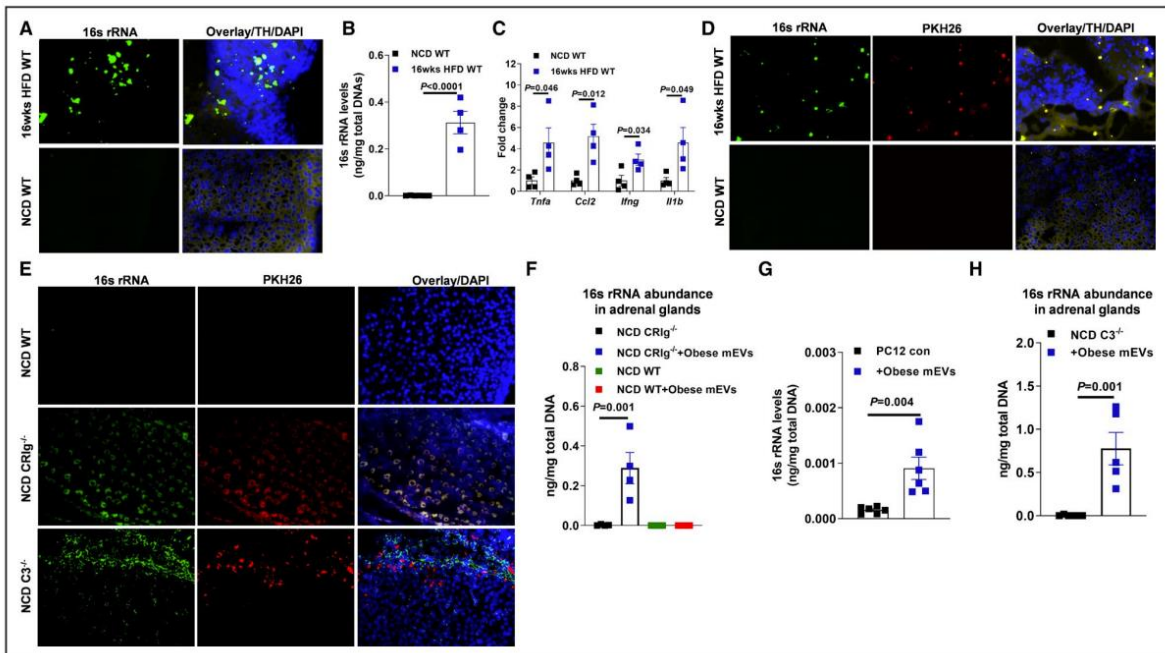 A
16s rRNA
Overlay/TH/DAPI
16wks HFD WT
NCD WT
B
NCD WT
16wks HFD WT
P<0.0001
16s rRNA levels
(ng/mg total DNAs)
0.6
0.4
0.2
0.0
C
NCD WT
16wks HFD WT
P=0.046
P=0.012
P=0.034
P=0.049
Fold change
14
12
10
8
6
4
2
0
Tnfa
Ccl2
Ifng
Il1b
D
16s rRNA
PKH26
Overlay/TH/DAPI
16wks HFD WT
NCD WT
E
16s rRNA
PKH26
Overlay/DAPI
NCD WT
NCD CRIg-/-
NCD C3-/-
F
16s rRNA abundance
in adrenal glands
NCD CRIg-/-
NCD CRIg-/-+Obese mEVs
NCD WT
NCD WT+Obese mEVs
P=0.001
ng/mg total DNA
0.8
0.6
0.4
0.2
0.0
G
PC12 con
+Obese mEVs
P=0.004
16s rRNA levels
(ng/mg total DNA)
0.003
0.002
0.001
0.000
H
16s rRNA abundance
in adrenal glands
NCD C3-/-
+Obese mEVs
P=0.001
ng/mg total DNA
2.0
1.5
1.0
0.5
0.0